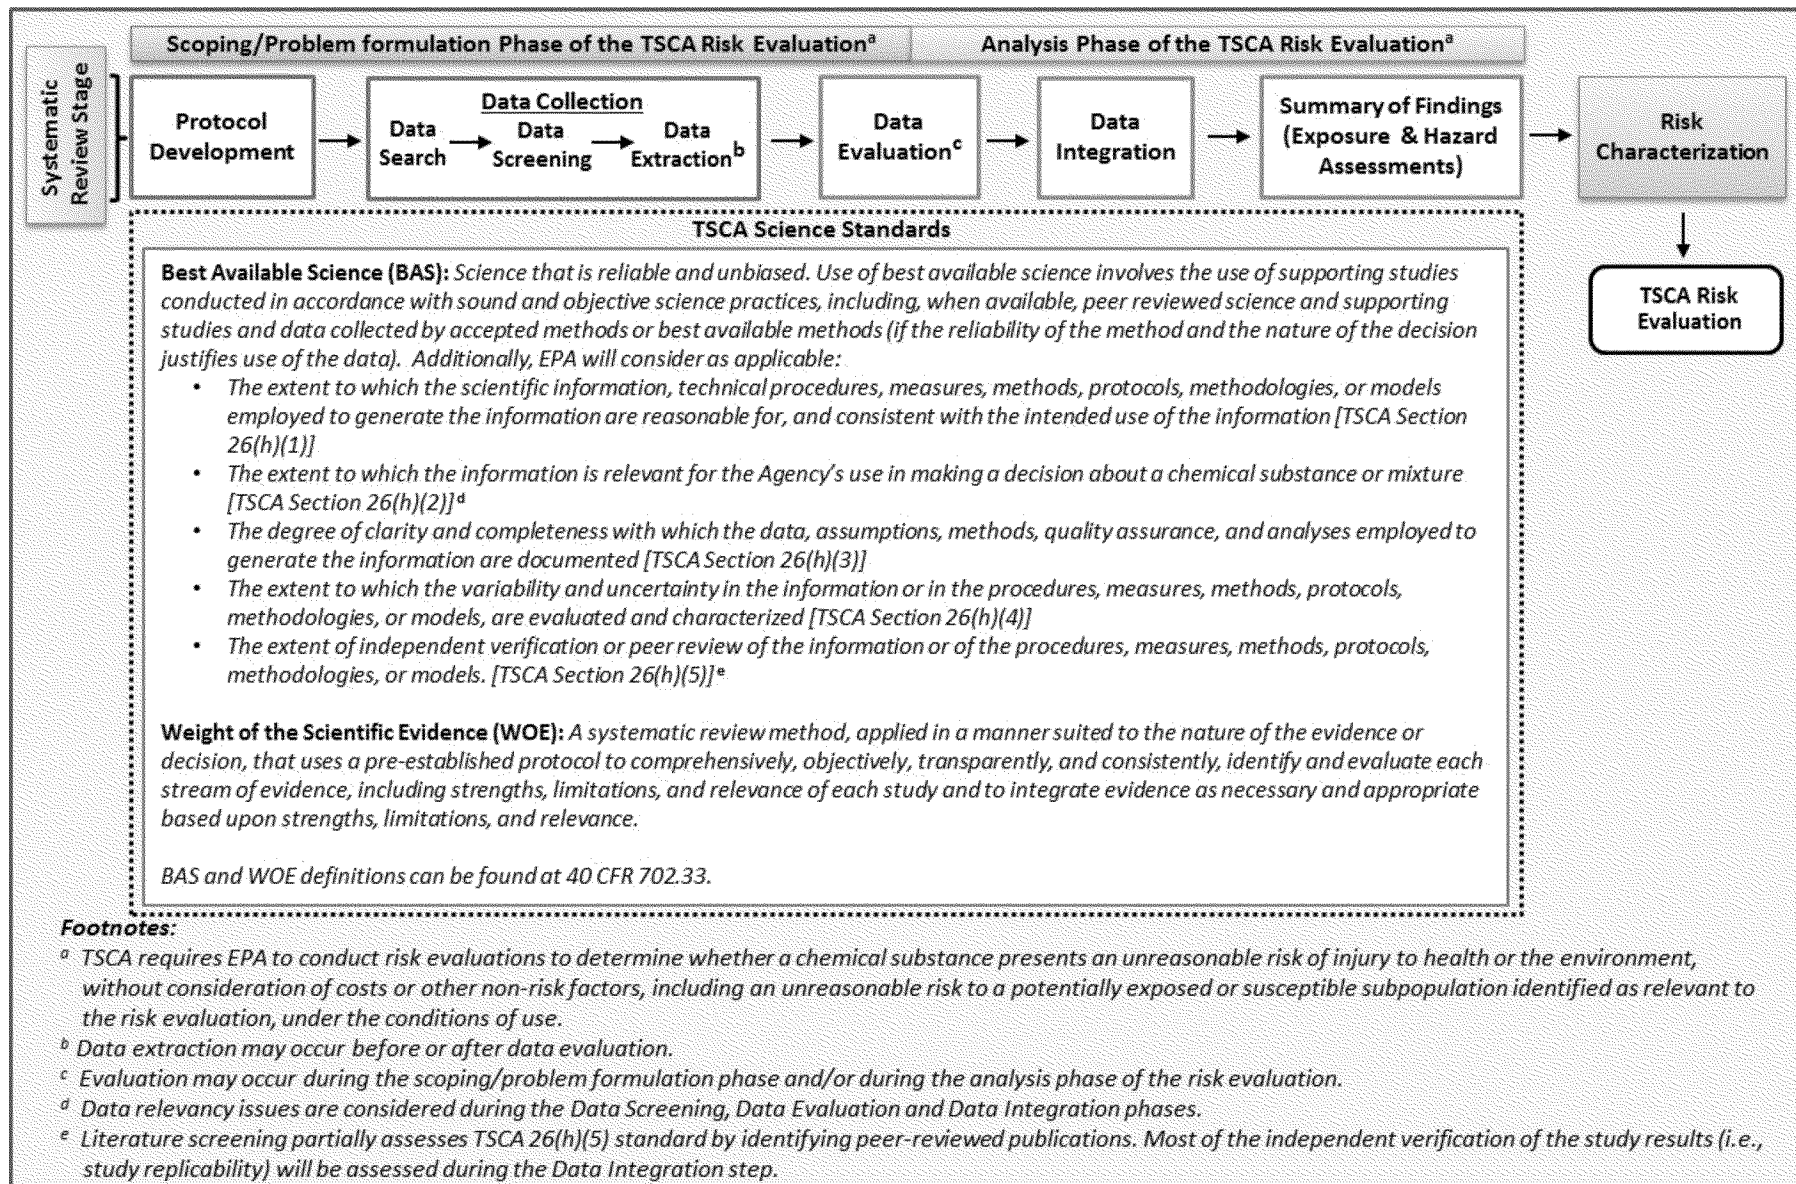 Scoping/Problem formulation Phase of the TSCA Risk Evaluationª
Analysis Phase of the TSCA Risk Evaluationª
Systematic
Review Stage
Protocol
Development
Data Collection
Data
Search
Data
Screening
Data
Extractionᵇ
Data
Evaluationᶜ
Data
Integration
Summary of Findings
(Exposure & Hazard
Assessments)
Risk
Characterization
TSCA Risk
Evaluation
TSCA Science Standards
Best Available Science (BAS): Science that is reliable and unbiased. Use of best available science involves the use of supporting studies
conducted in accordance with sound and objective science practices, including, when available, peer reviewed science and supporting
studies and data collected by accepted methods or best available methods (if the reliability of the method and the nature of the decision
justifies use of the data). Additionally, EPA will consider as applicable:
• The extent to which the scientific information, technical procedures, measures, methods, protocols, methodologies, or models
employed to generate the information are reasonable for, and consistent with the intended use of the information [TSCA Section
26(h)(1)]
• The extent to which the information is relevant for the Agency's use in making a decision about a chemical substance or mixture
[TSCA Section 26(h)(2)]ᵈ
• The degree of clarity and completeness with which the data, assumptions, methods, quality assurance, and analyses employed to
generate the information are documented [TSCA Section 26(h)(3)]
• The extent to which the variability and uncertainty in the information or in the procedures, measures, methods, protocols,
methodologies, or models, are evaluated and characterized [TSCA Section 26(h)(4)]
• The extent of independent verification or peer review of the information or of the procedures, measures, methods, protocols,
methodologies, or models. [TSCA Section 26(h)(5)]ᵉ
Weight of the Scientific Evidence (WOE): A systematic review method, applied in a manner suited to the nature of the evidence or
decision, that uses a pre-established protocol to comprehensively, objectively, transparently, and consistently, identify and evaluate each
stream of evidence, including strengths, limitations, and relevance of each study and to integrate evidence as necessary and appropriate
based upon strengths, limitations, and relevance.
BAS and WOE definitions can be found at 40 CFR 702.33.
Footnotes:
ª TSCA requires EPA to conduct risk evaluations to determine whether a chemical substance presents an unreasonable risk of injury to health or the environment,
without consideration of costs or other non-risk factors, including an unreasonable risk to a potentially exposed or susceptible subpopulation identified as relevant to
the risk evaluation, under the conditions of use.
ᵇ Data extraction may occur before or after data evaluation.
ᶜ Evaluation may occur during the scoping/problem formulation phase and/or during the analysis phase of the risk evaluation.
ᵈ Data relevancy issues are considered during the Data Screening, Data Evaluation and Data Integration phases.
ᵉ Literature screening partially assesses TSCA 26(h)(5) standard by identifying peer-reviewed publications. Most of the independent verification of the study results (i.e.,
study replicability) will be assessed during the Data Integration step.